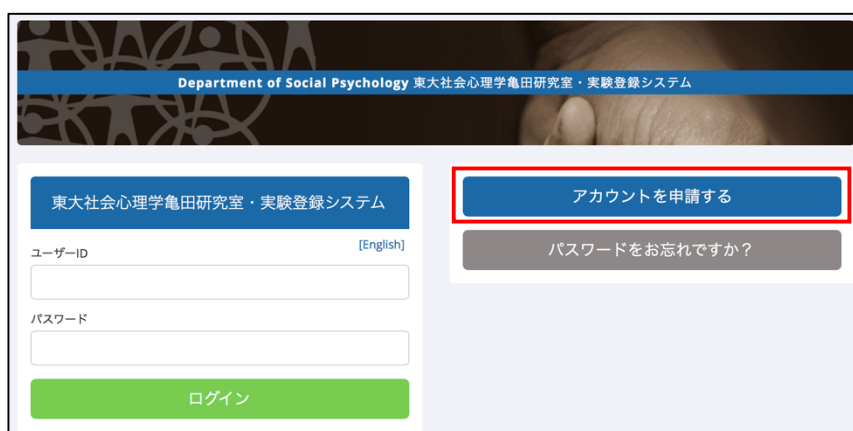 Department of Social Psychology 東大社会心理学亀田研究室・実験登録システム
東大社会心理学亀田研究室・実験登録システム
[English]
ユーザーID
パスワード
ログイン
アカウントを申請する
パスワードをお忘れですか？